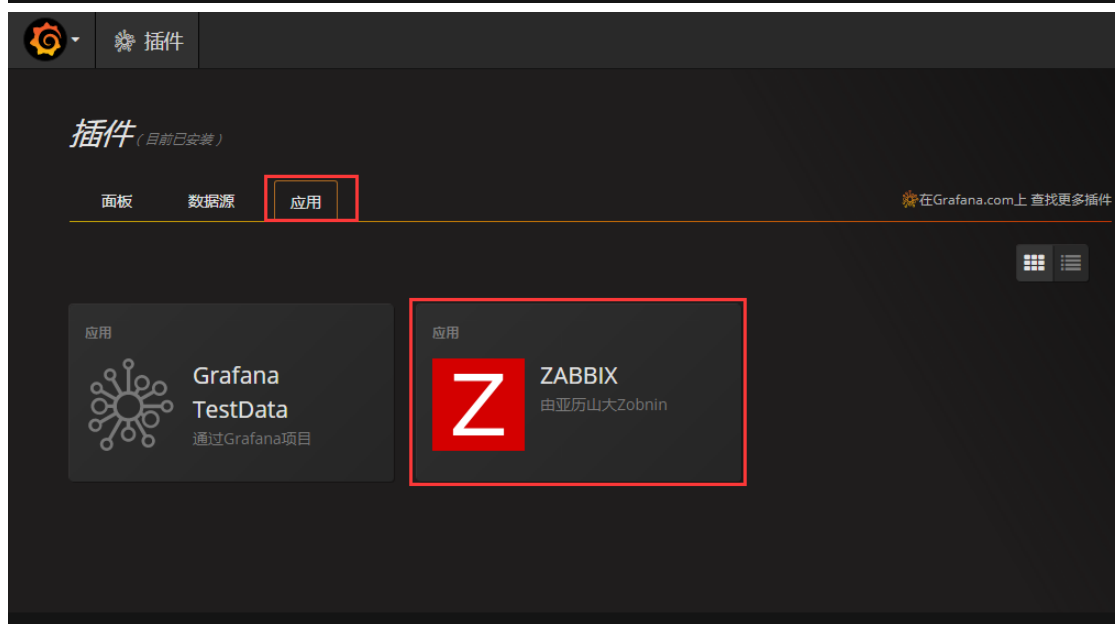 插件
插件 ( 目前已安装 )
面板 数据源 应用 在Grafana.com上 查找更多插件
应用
Grafana
TestData
通过Grafana项目
应用
Z
ZABBIX
由亚历山大Zobnin